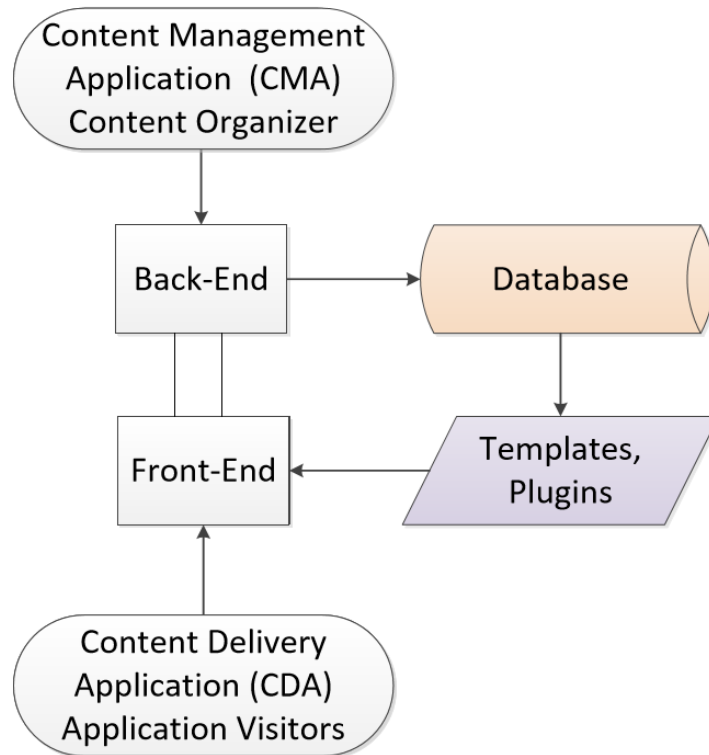 Content Management
Application (CMA)
Content Organizer
Back-End
Database
Front-End
Templates,
Plugins
Content Delivery
Application (CDA)
Application Visitors